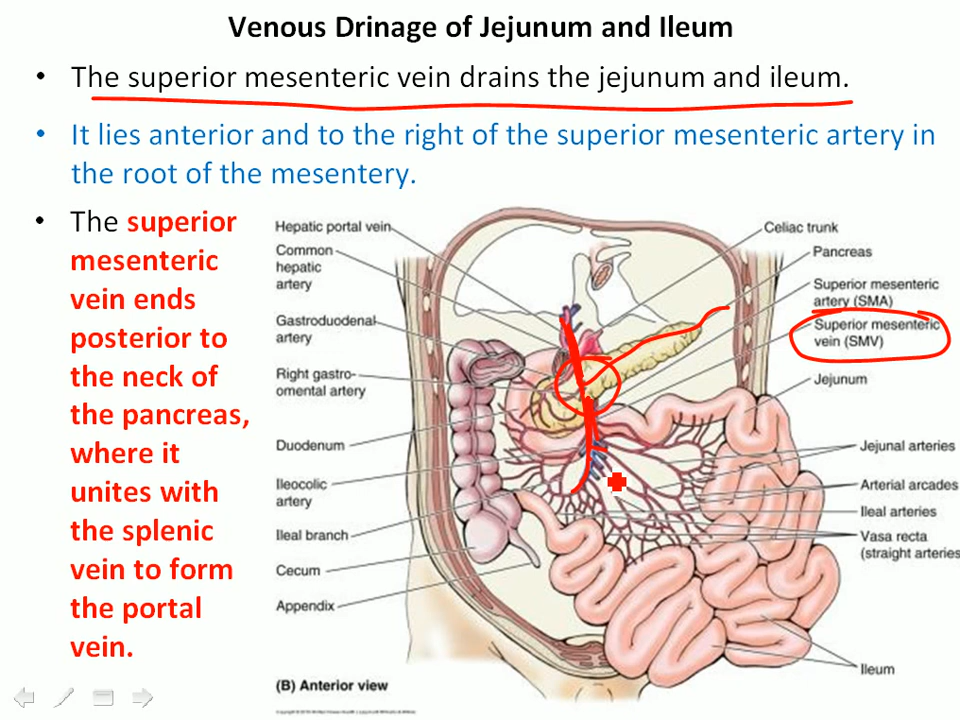 Venous Drinage of Jejunum and Ileum
• The superior mesenteric vein drains the jejunum and ileum.
• It lies anterior and to the right of the superior mesenteric artery in
the root of the mesentery.
• The superior
mesenteric
vein ends
posterior to
the neck of
the pancreas,
where it
unites with
the splenic
vein to form
the portal
vein.
Hepatic portal vein
Common
hepatic
artery
Gastroduodenal
artery
Right gastro-
omental artery
Duodenum
Ileocolic
artery
Ileal branch
Cecum
Appendix
Celiac trunk
Pancreas
Superior mesenteric
artery (SMA)
Superior mesenteric
vein (SMV)
Jejunum
Jejunal arteries
Arterial arcades
Ileal arteries
Vasa recta
(straight arteries
Ileum
(B) Anterior view